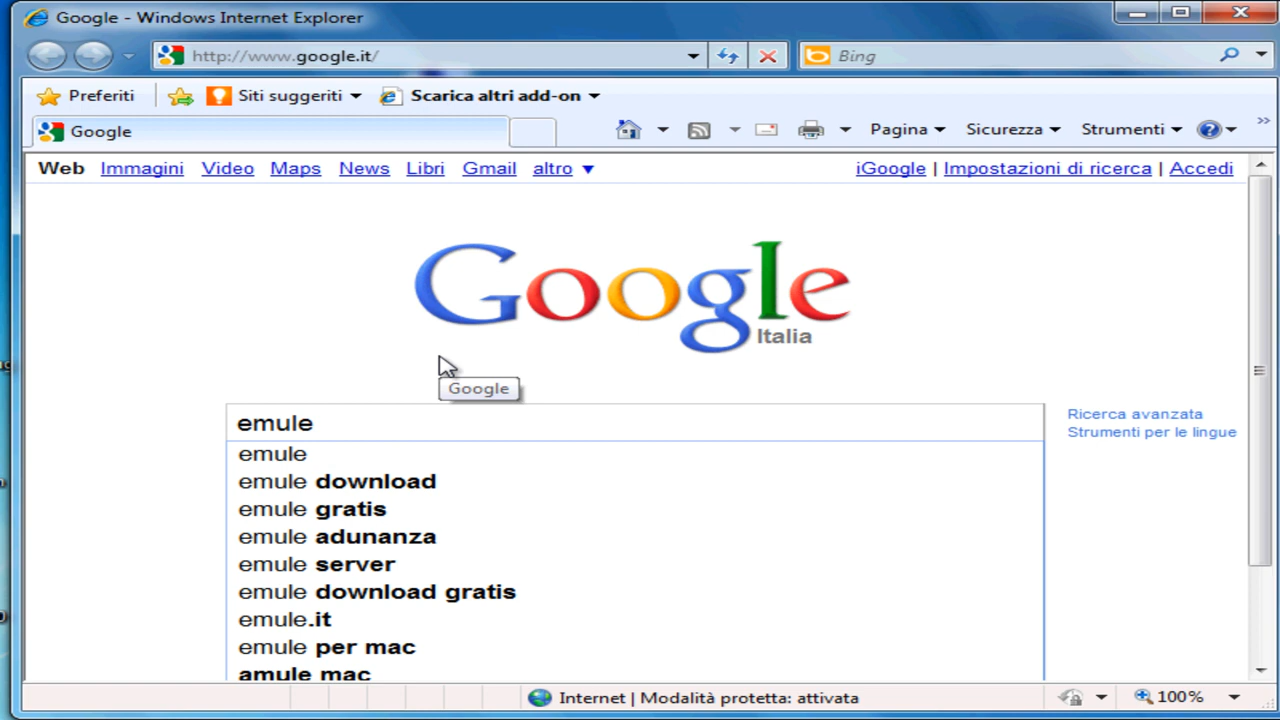 Google - Windows Internet Explorer
http://www.google.it/
Bing
Preferiti
Siti suggeriti
Scarica altri add-on
Google
Pagina
Sicurezza
Strumenti
»
Web Immagini Video Maps News Libri Gmail altro ▼
iGoogle | Impostazioni di ricerca | Accedi
Google
Italia
Google
emule
Ricerca avanzata
Strumenti per le lingue
emule
emule download
emule gratis
emule adunanza
emule server
emule download gratis
emule.it
emule per mac
amule mac
Internet | Modalità protetta: attivata
100%